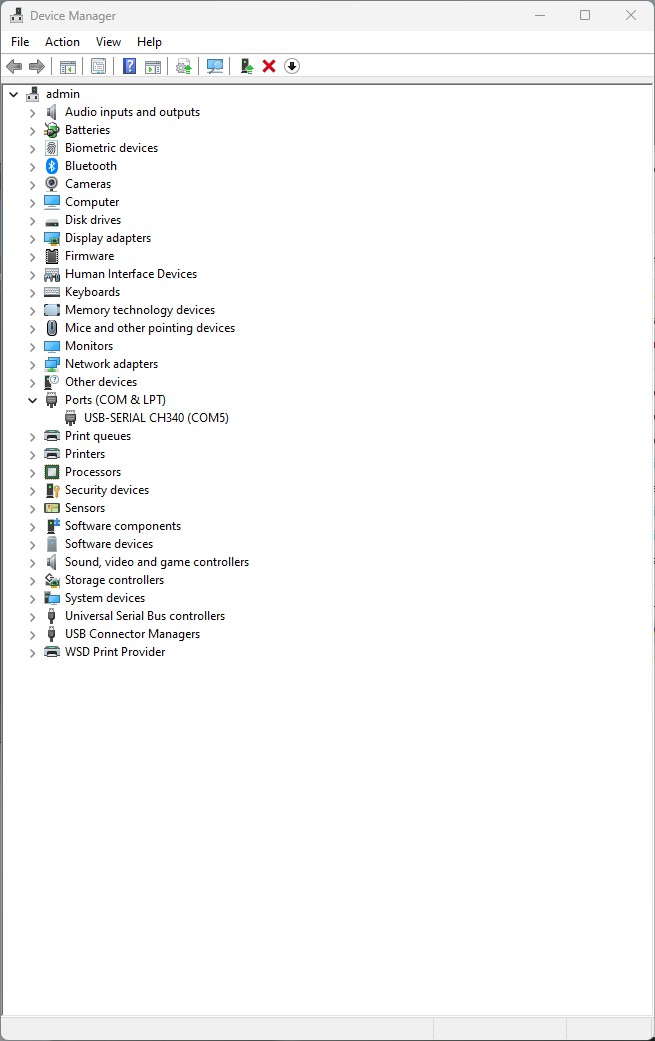 Device Manager
File Action View Help
admin
Audio inputs and outputs
Batteries
Biometric devices
Bluetooth
Cameras
Computer
Disk drives
Display adapters
Firmware
Human Interface Devices
Keyboards
Memory technology devices
Mice and other pointing devices
Monitors
Network adapters
Other devices
Ports (COM & LPT)
USB-SERIAL CH340 (COM5)
Print queues
Printers
Processors
Security devices
Sensors
Software components
Software devices
Sound, video and game controllers
Storage controllers
System devices
Universal Serial Bus controllers
USB Connector Managers
WSD Print Provider